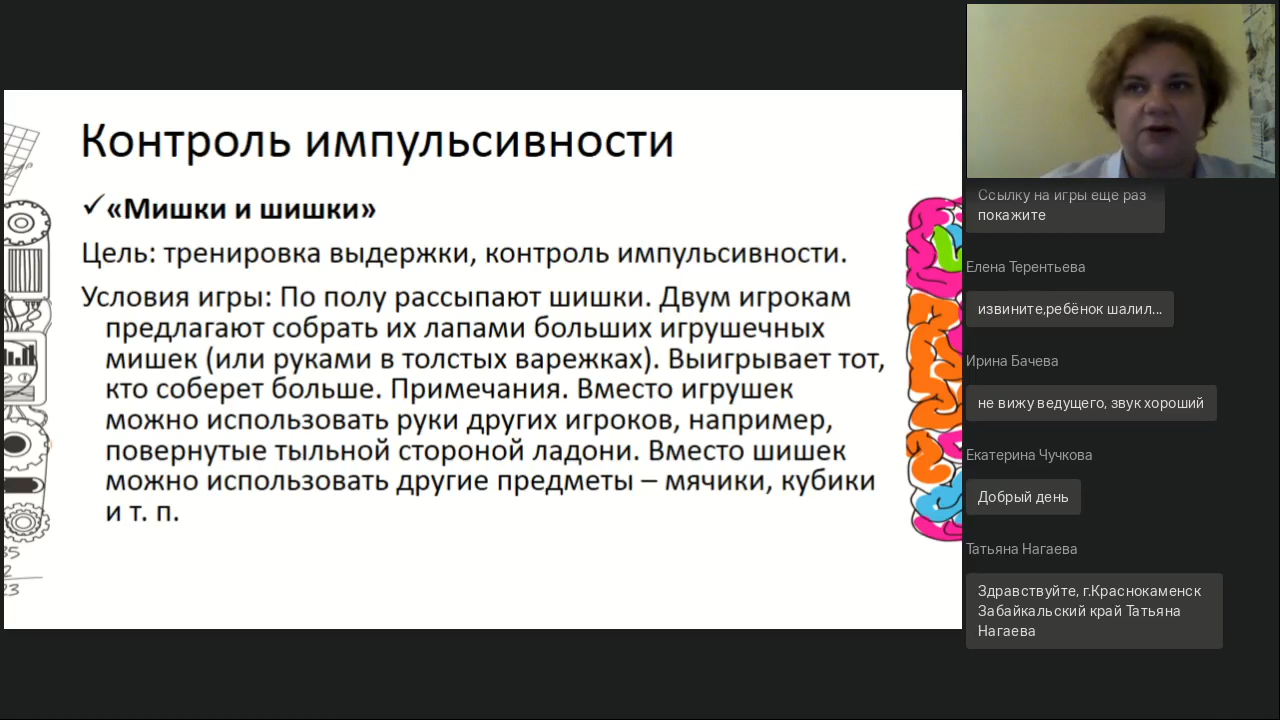 Контроль импульсивности
✓«Мишки и шишки»
Цель: тренировка выдержки, контроль импульсивности.
Условия игры: По полу рассыпают шишки. Двум игрокам
предлагают собрать их лапами больших игрушечных
мишек (или руками в толстых варежках). Выигрывает тот,
кто соберет больше. Примечания. Вместо игрушек
можно использовать руки других игроков, например,
повернутые тыльной стороной ладони. Вместо шишек
можно использовать другие предметы – мячики, кубики
и т. п.
Ссылку на игры еще раз
покажите
Елена Терентьева
извините,ребёнок шалил...
Ирина Бачева
не вижу ведущего, звук хороший
Екатерина Чучкова
Добрый день
Татьяна Нагаева
Здравствуйте, г.Краснокаменск
Забайкальский край Татьяна
Нагаева